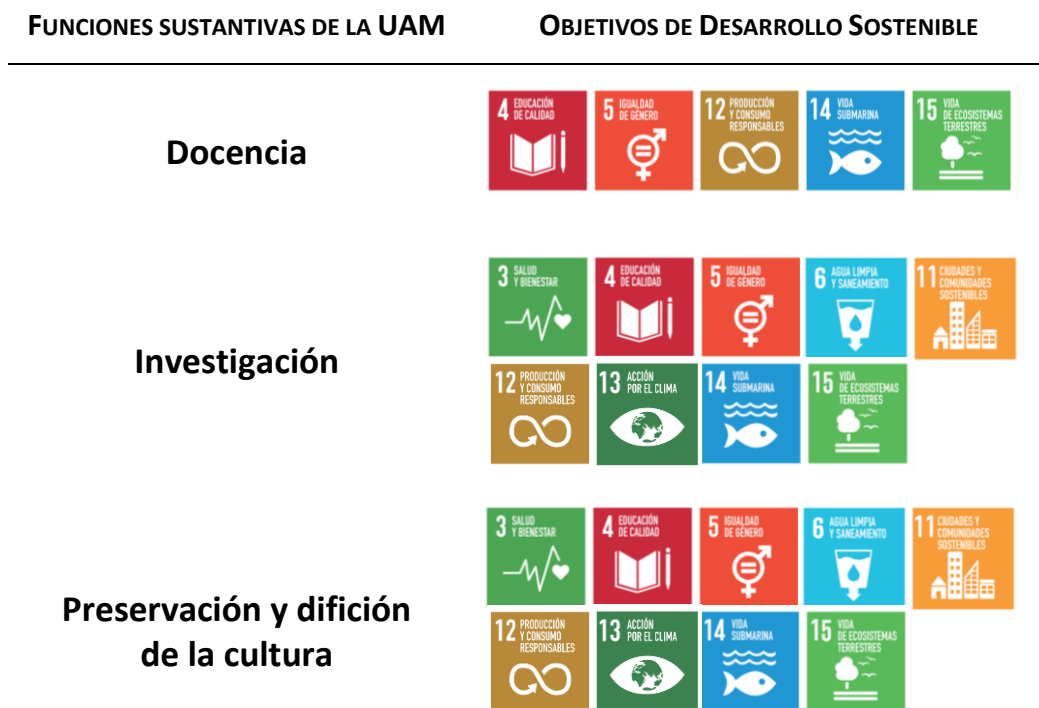 FUNCIONES SUSTANTIVAS DE LA UAM
OBJETIVOS DE DESARROLLO SOSTENIBLE
Docencia
4 EDUCACIÓN
DE CALIDAD
5 IGUALDAD
DE GÉNERO
12 PRODUCCIÓN
Y CONSUMO
RESPONSABLES
14 VIDA
SUBMARINA
15 VIDA
DE ECOSISTEMAS
TERRESTRES
Investigación
3 SALUD
Y BIENESTAR
4 EDUCACIÓN
DE CALIDAD
5 IGUALDAD
DE GÉNERO
6 AGUA LIMPIA
Y SANEAMIENTO
11 CIUDADES Y
COMUNIDADES
SOSTENIBLES
12 PRODUCCIÓN
Y CONSUMO
RESPONSABLES
13 ACCIÓN
POR EL CLIMA
14 VIDA
SUBMARINA
15 VIDA
DE ECOSISTEMAS
TERRESTRES
Preservación y difición
de la cultura
3 SALUD
Y BIENESTAR
4 EDUCACIÓN
DE CALIDAD
5 IGUALDAD
DE GÉNERO
6 AGUA LIMPIA
Y SANEAMIENTO
11 CIUDADES Y
COMUNIDADES
SOSTENIBLES
12 PRODUCCIÓN
Y CONSUMO
RESPONSABLES
13 ACCIÓN
POR EL CLIMA
14 VIDA
SUBMARINA
15 VIDA
DE ECOSISTEMAS
TERRESTRES